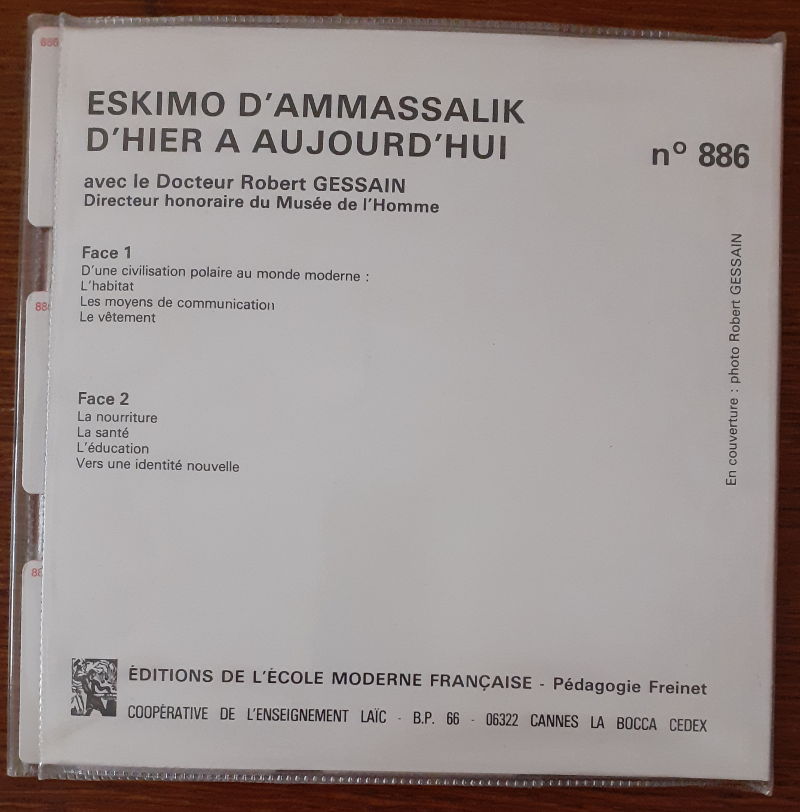 886
ESKIMO D'AMMASSALIK
D'HIER A AUJOURD'HUI
nº 886
avec le Docteur Robert GESSAIN
Directeur honoraire du Musée de l'Homme
Face 1
D'une civilisation polaire au monde moderne :
L'habitat
Les moyens de communication
Le vêtement
Face 2
La nourriture
La santé
L'éducation
Vers une identité nouvelle
En couverture : photo Robert GESSAIN
ÉDITIONS DE L'ÉCOLE MODERNE FRANÇAISE - Pédagogie Freinet
COOPÉRATIVE DE L'ENSEIGNEMENT LAÏC - B.P. 66 - 06322 CANNES LA BOCCA CEDEX